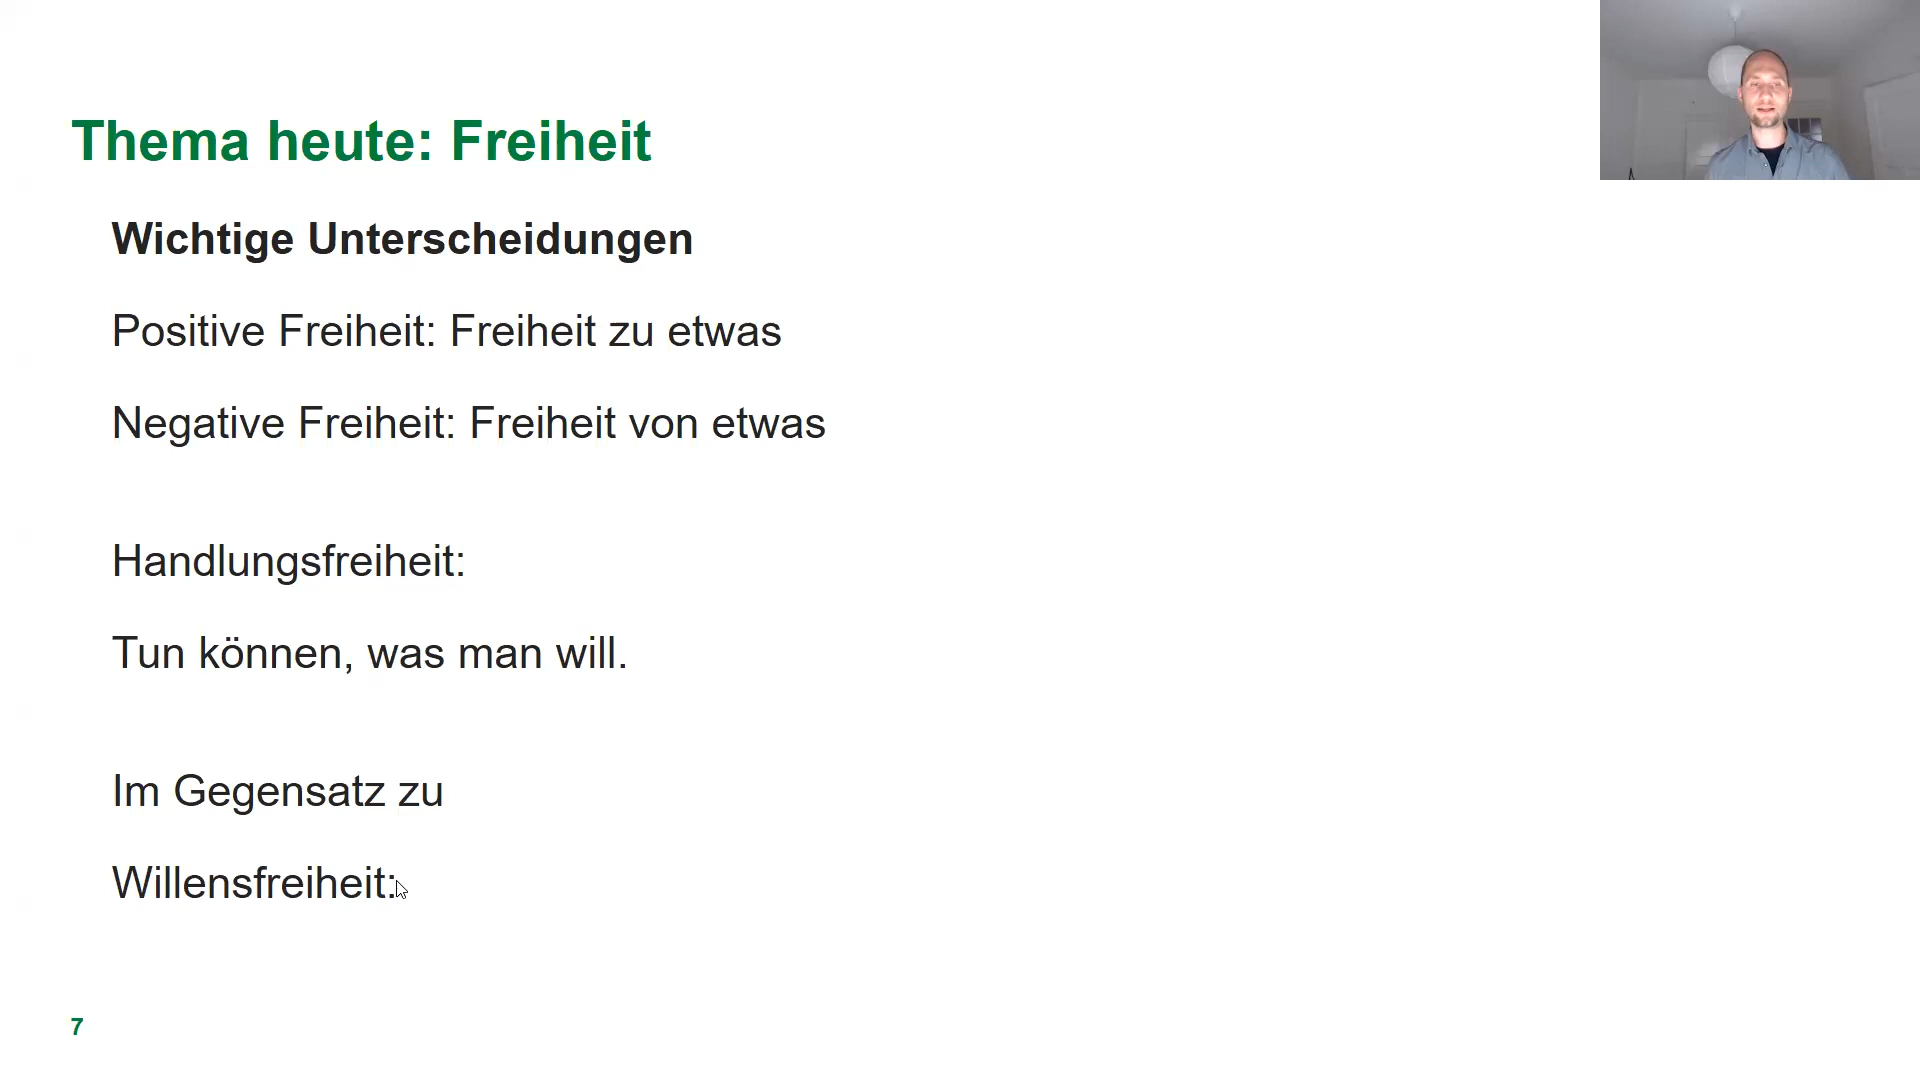 Thema heute: Freiheit
Wichtige Unterscheidungen
Positive Freiheit: Freiheit zu etwas
Negative Freiheit: Freiheit von etwas
Handlungsfreiheit:
Tun können, was man will.
Im Gegensatz zu
Willensfreiheit:
7